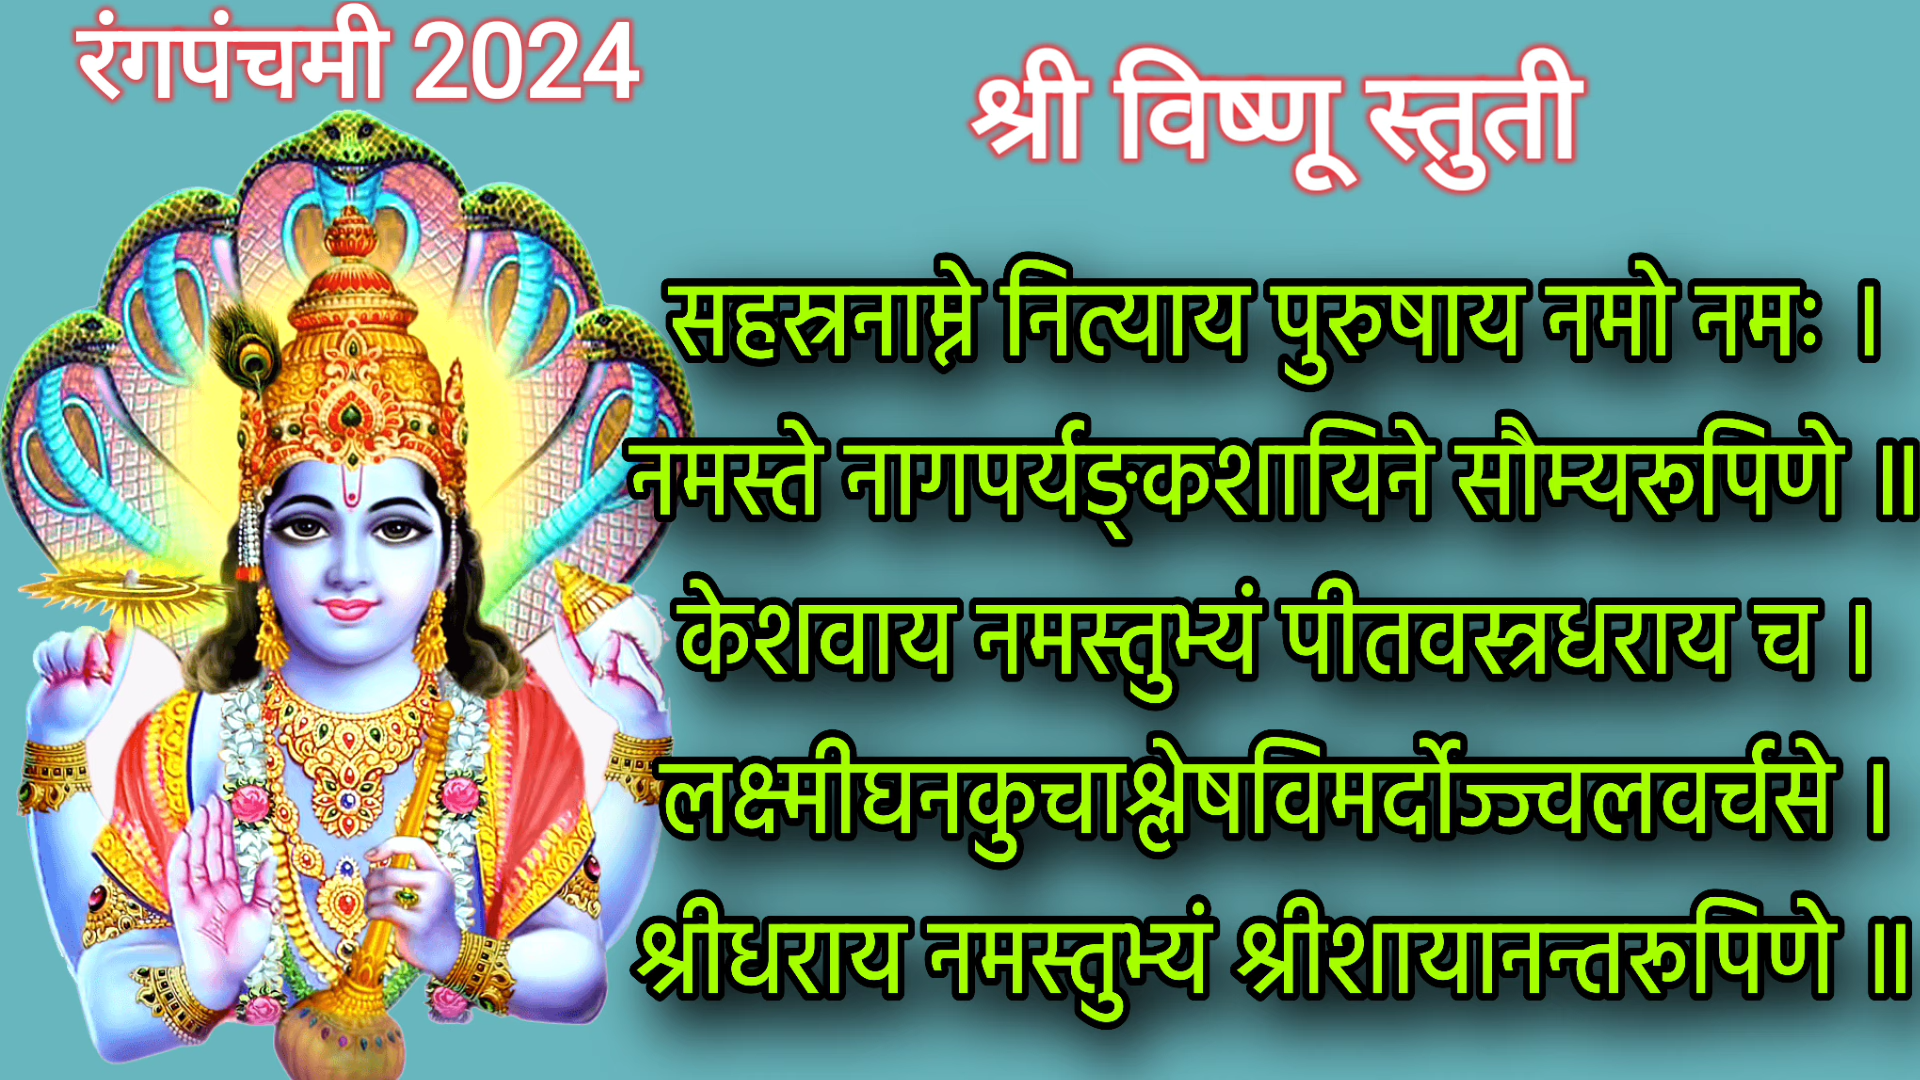 रंगपंचमी 2024
श्री विष्णू स्तुती
सहस्रनाम्ने नित्याय पुरुषाय नमो नमः ।
नमस्ते नागपर्यङ्कशायिने सौम्यरूपिणे ॥
केशवाय नमस्तुभ्यं पीतवस्त्रधराय च ।
लक्ष्मीघनकुचाश्लेषविमर्दोज्ज्वलवर्चसे ।
श्रीधराय नमस्तुभ्यं श्रीशायानन्तरूपिणे ॥